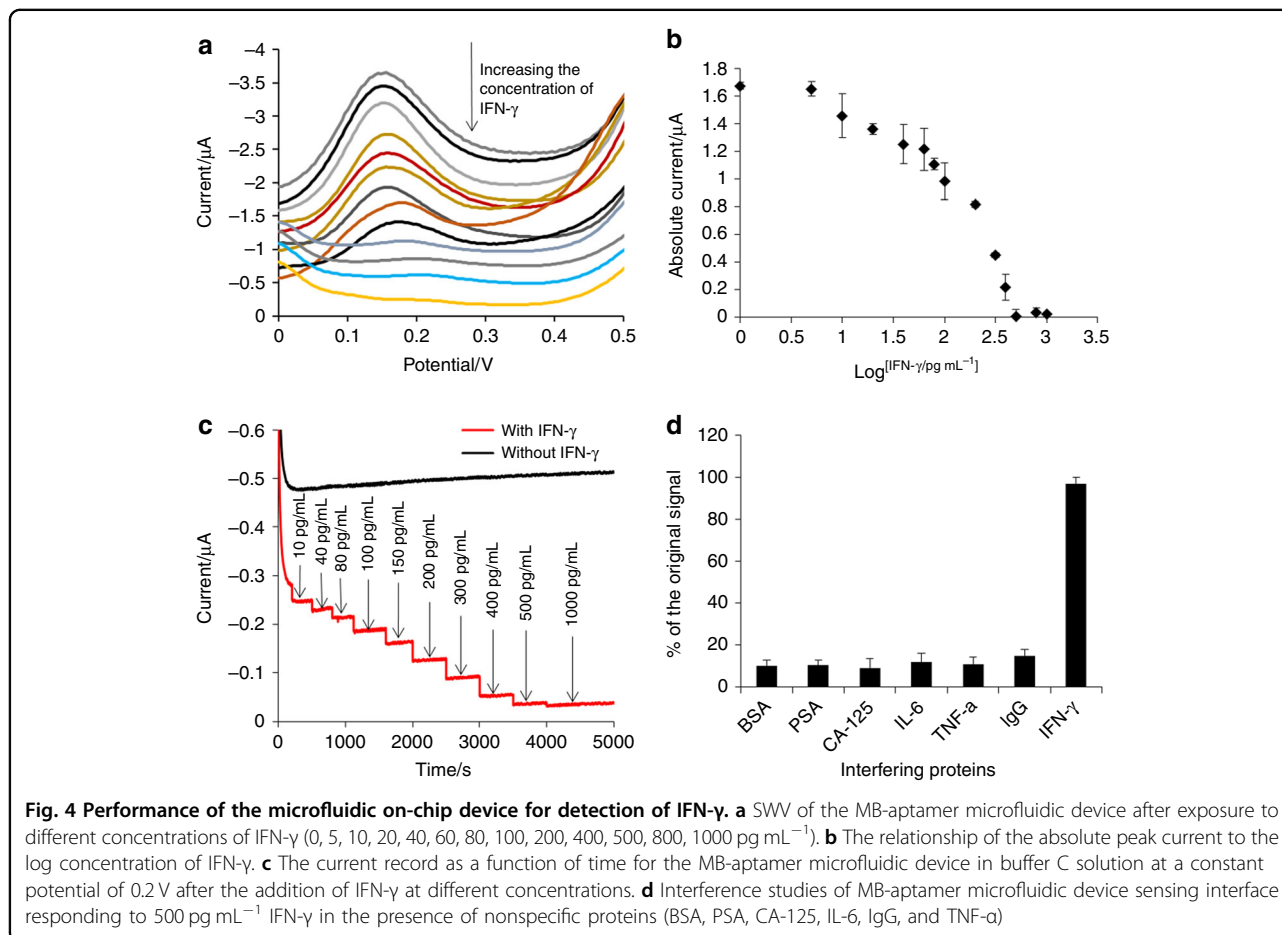 a
−4
−3.5
−3
−2.5
−2
−1.5
−1
−0.5
0
Current/μA
0
0.1
0.2
0.3
0.4
0.5
Potential/V
Increasing the
concentration of
IFN-γ
b
1.8
1.6
1.4
1.2
1
0.8
0.6
0.4
0.2
0
Absolute current/μA
0
0.5
1
1.5
2
2.5
3
3.5
Log[IFN-γ/pg mL−1]
c
−0.6
−0.5
−0.4
−0.3
−0.2
−0.1
0
Current/μA
With IFN-γ
Without IFN-γ
10 pg/mL
40 pg/mL
80 pg/mL
100 pg/mL
150 pg/mL
200 pg/mL
300 pg/mL
400 pg/mL
500 pg/mL
1000 pg/mL
0
1000
2000
3000
4000
5000
Time/s
d
120
100
80
60
40
20
0
% of the original signal
BSA
PSA
CA-125
IL-6
TNF-a
IgG
IFN-γ
Interfering proteins
Fig. 4 Performance of the microfluidic on-chip device for detection of IFN-γ. a SWV of the MB-aptamer microfluidic device after exposure to
different concentrations of IFN-γ (0, 5, 10, 20, 40, 60, 80, 100, 200, 400, 500, 800, 1000 pg mL−1). b The relationship of the absolute peak current to the
log concentration of IFN-γ. c The current record as a function of time for the MB-aptamer microfluidic device in buffer C solution at a constant
potential of 0.2 V after the addition of IFN-γ at different concentrations. d Interference studies of MB-aptamer microfluidic device sensing interface
responding to 500 pg mL−1 IFN-γ in the presence of nonspecific proteins (BSA, PSA, CA-125, IL-6, IgG, and TNF-α)